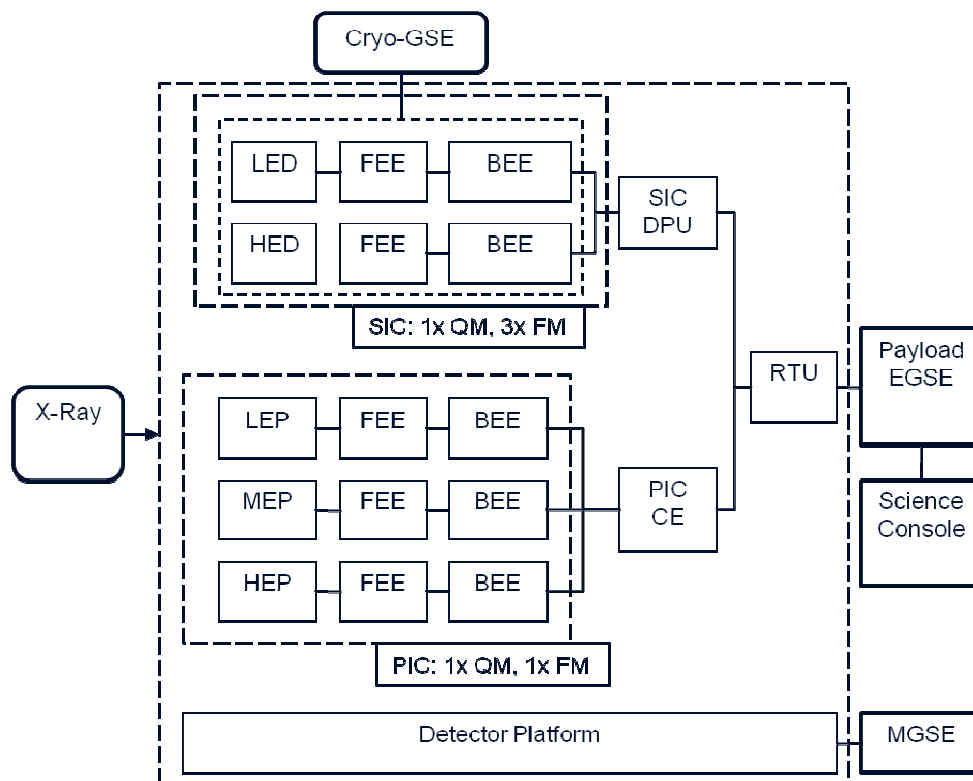 Cryo-GSE
LED
FEE
BEE
SIC
DPU
HED
FEE
BEE
SIC: 1x QM, 3x FM
X-Ray
LEP
FEE
BEE
RTU
Payload
EGSE
MEP
FEE
BEE
PIC
CE
Science
Console
HEP
FEE
BEE
PIC: 1x QM, 1x FM
Detector Platform
MGSE